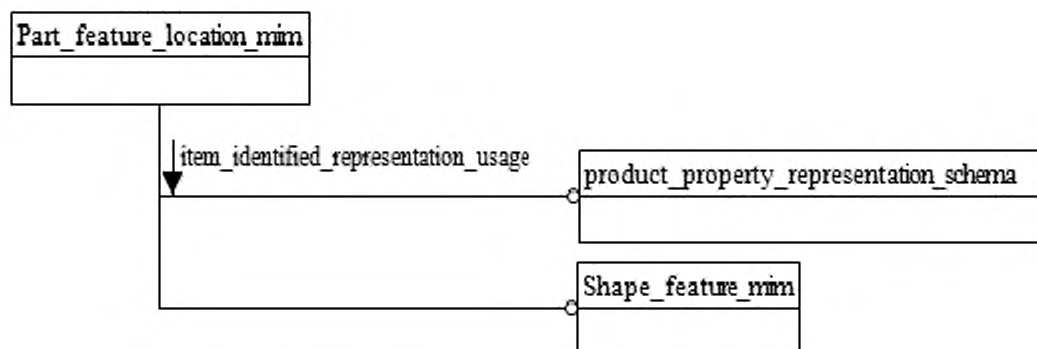 Part_feature_location_mim
item_identified_representation_usage
product_property_representation_schema
Shape_feature_mim